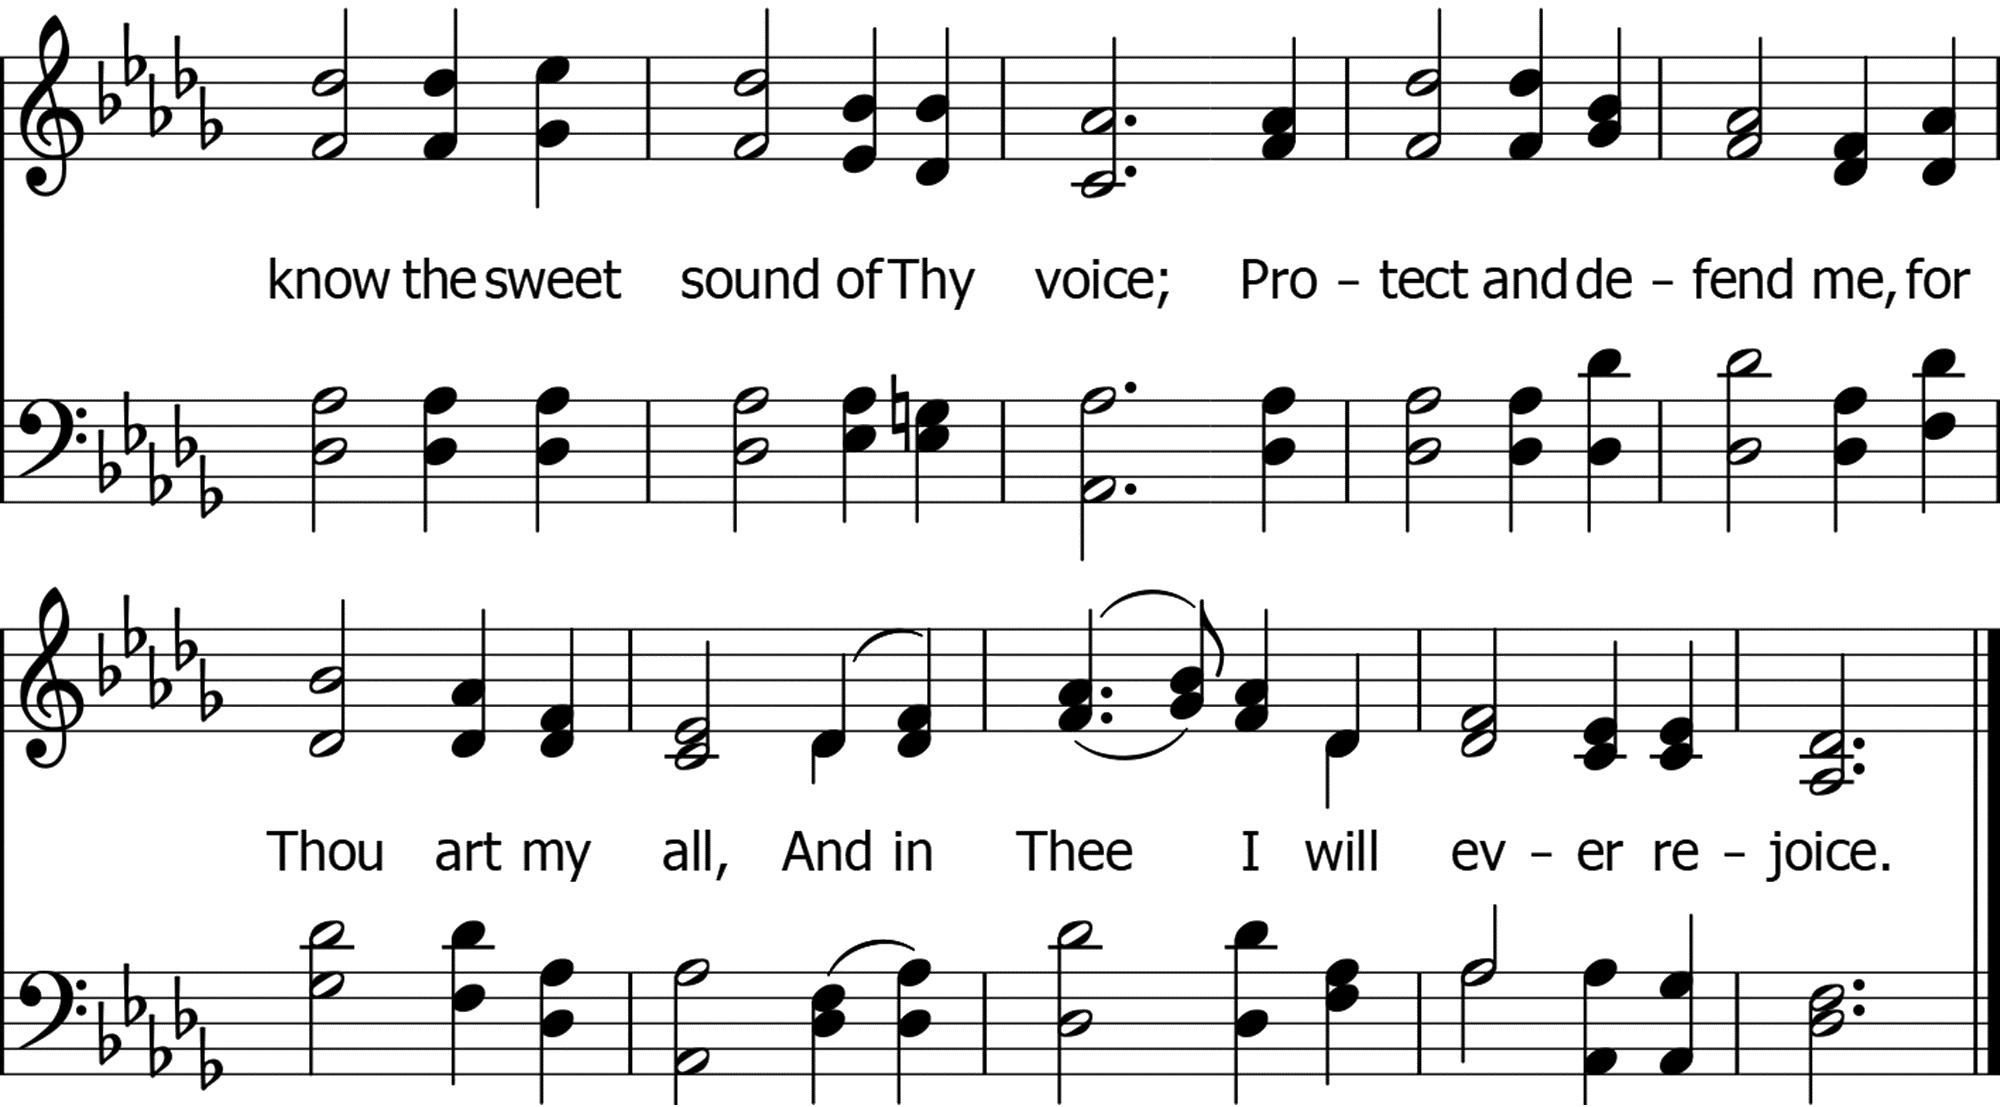 know the sweet sound of Thy voice; Pro – tect and de – fend me, for
Thou art my all, And in Thee I will ev – er re – joice.